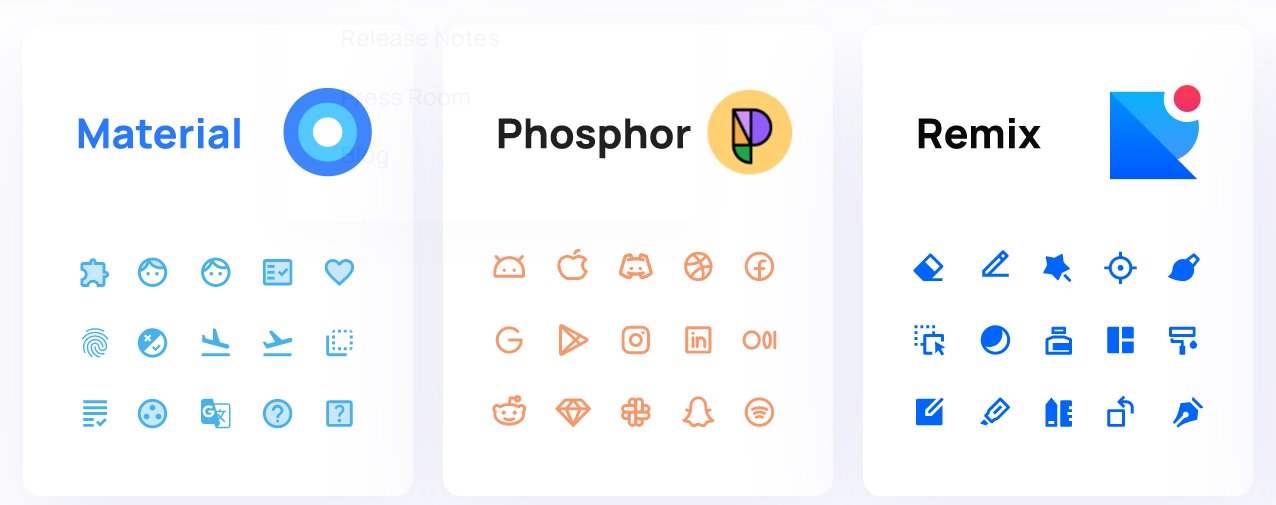 Release Notes
Press Room
Blog
Material
Phosphor
Remix